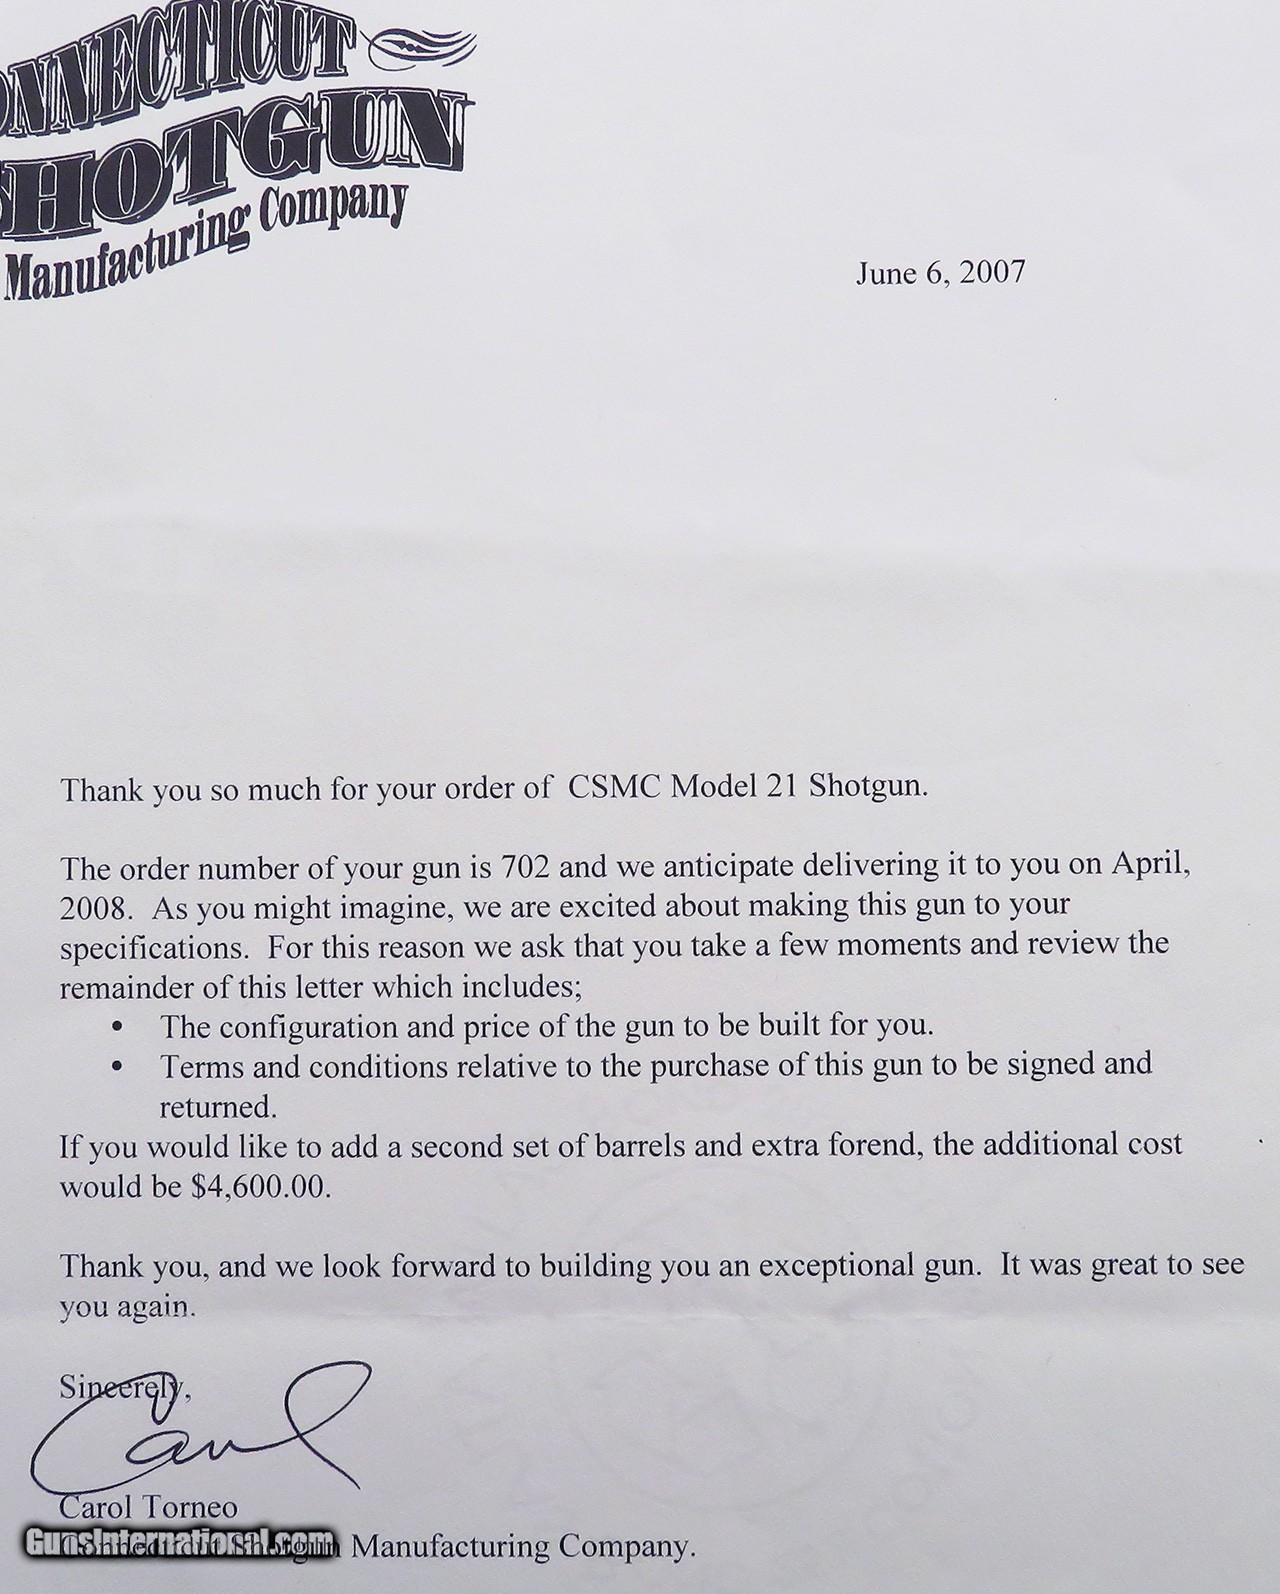 ONNECTICUT
SHOTGUN
Manufacturing Company
June 6, 2007
Thank you so much for your order of  CSMC Model 21 Shotgun.
The order number of your gun is 702 and we anticipate delivering it to you on April,
2008.  As you might imagine, we are excited about making this gun to your
specifications.  For this reason we ask that you take a few moments and review the
remainder of this letter which includes;
• The configuration and price of the gun to be built for you.
• Terms and conditions relative to the purchase of this gun to be signed and
returned.
If you would like to add a second set of barrels and extra forend, the additional cost
would be $4,600.00.
Thank you, and we look forward to building you an exceptional gun.  It was great to see
you again.
Sincerely,
Carol
Carol Torneo
Connecticut Shotgun Manufacturing Company.
GunsInternational.com